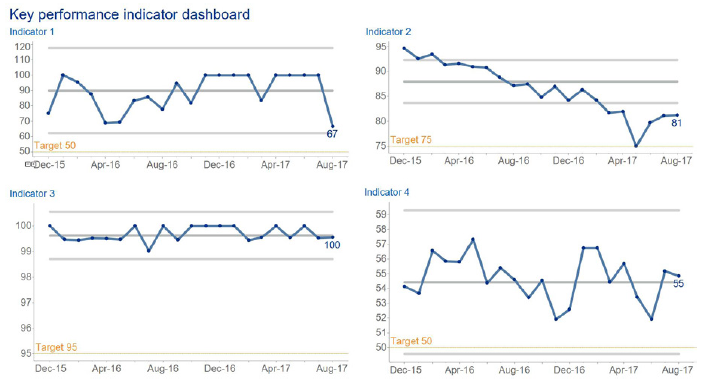 Key performance indicator dashboard
Indicator 1
120
110
100
90
80
70
60
50
Target 50
67
Dec-15 Apr-16 Aug-16 Dec-16 Apr-17 Aug-17
Indicator 2
95
90
85
80
75
Target 75
81
Dec-15 Apr-16 Aug-16 Dec-16 Apr-17 Aug-17
Indicator 3
100
99
98
97
96
95
Target 95
100
Dec-15 Apr-16 Aug-16 Dec-16 Apr-17 Aug-17
Indicator 4
59
58
57
56
55
54
53
52
51
50
Target 50
55
Dec-15 Apr-16 Aug-16 Dec-16 Apr-17 Aug-17